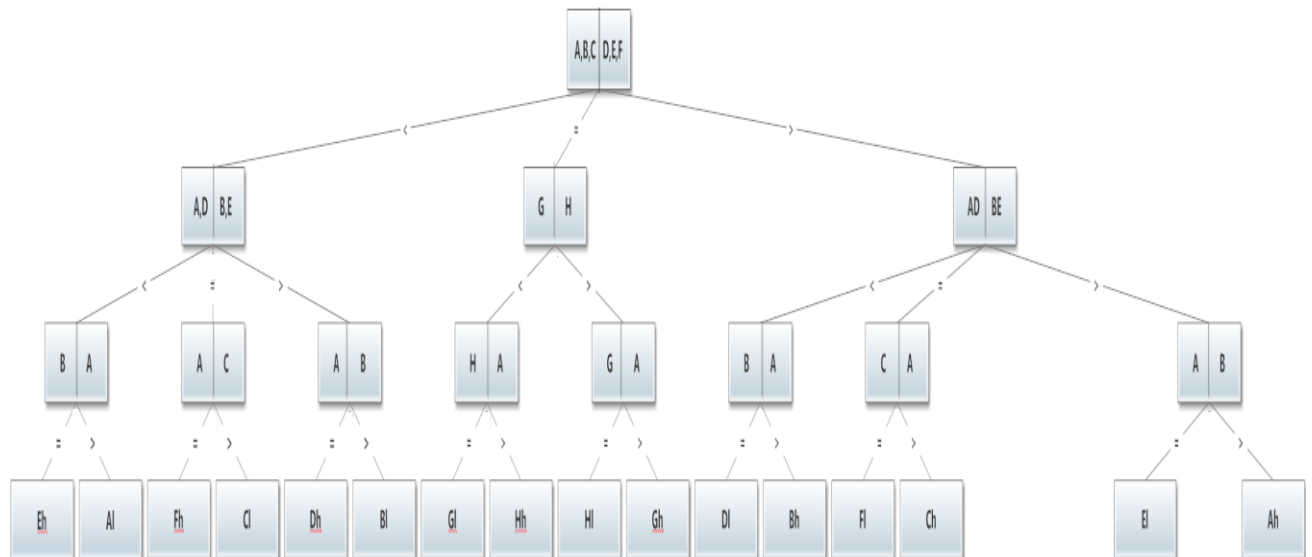 A,B,C D,E,F
< = >
A,D B,E
G H
AD BE
< = >
< >
< = >
B A
A C
A B
H A
G A
B A
C A
A B
= >
= >
= >
= >
= >
= >
= >
= >
Eh
Al
Fh
Cl
Dh
Bl
Gl
Hh
Hl
Gh
Dl
Bh
Fl
Ch
El
Ah